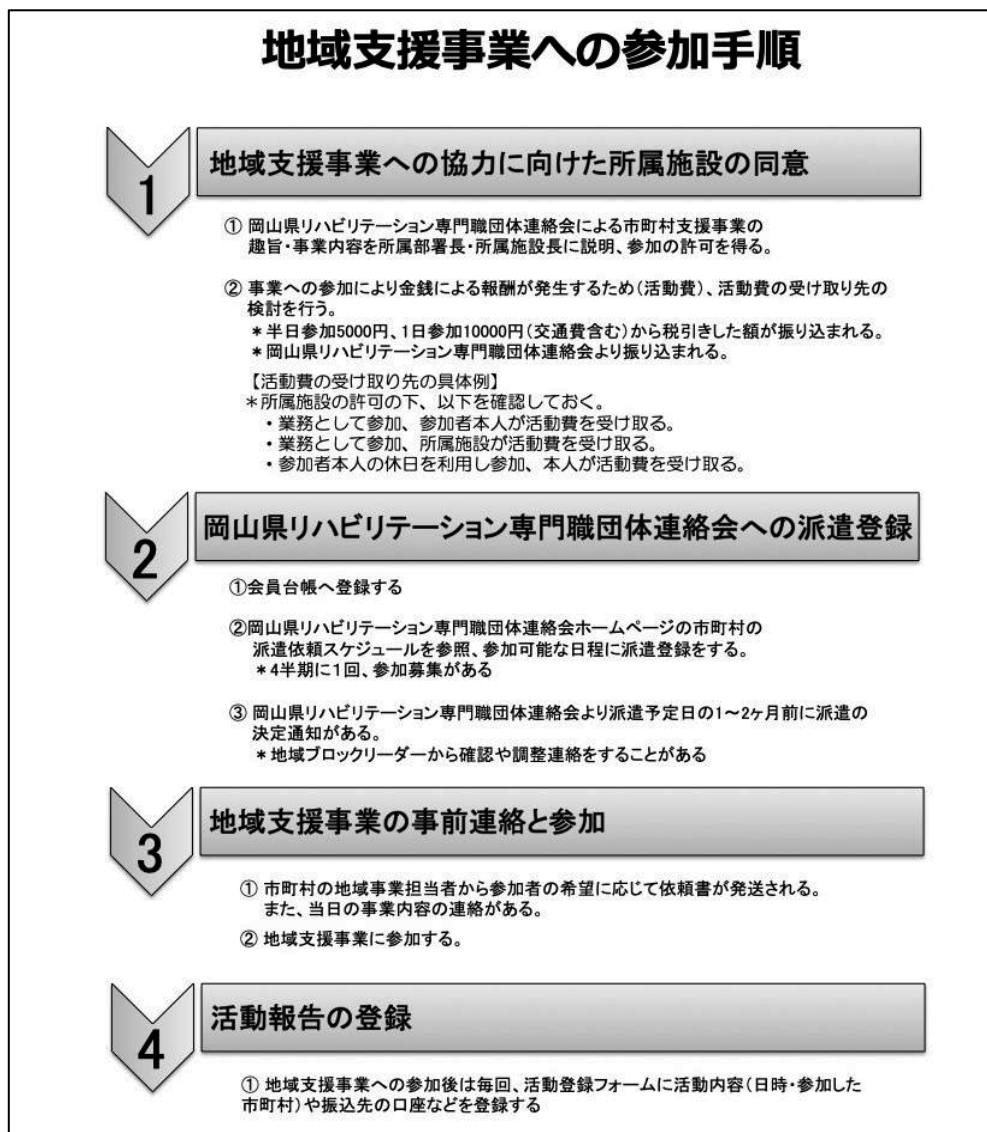 地域支援事業への参加手順
1
地域支援事業への協力に向けた所属施設の同意
① 岡山県リハビリテーション専門職団体連絡会による市町村支援事業の
趣旨・事業内容を所属部署長・所属施設長に説明、参加の許可を得る。
② 事業への参加により金銭による報酬が発生するため(活動費)、活動費の受け取り先の
検討を行う。
＊半日参加5000円、1日参加10000円(交通費含む)から税引きした額が振り込まれる。
＊岡山県リハビリテーション専門職団体連絡会より振り込まれる。
【活動費の受け取り先の具体例】
＊所属施設の許可の下、以下を確認しておく。
・業務として参加、参加者本人が活動費を受け取る。
・業務として参加、所属施設が活動費を受け取る。
・参加者本人の休日を利用し参加、本人が活動費を受け取る。
2
岡山県リハビリテーション専門職団体連絡会への派遣登録
①会員台帳へ登録する
②岡山県リハビリテーション専門職団体連絡会ホームページの市町村の
派遣依頼スケジュールを参照、参加可能な日程に派遣登録をする。
＊4半期に1回、参加募集がある
③ 岡山県リハビリテーション専門職団体連絡会より派遣予定日の1～2ヶ月前に派遣の
決定通知がある。
＊地域ブロックリーダーから確認や調整連絡をすることがある
3
地域支援事業の事前連絡と参加
① 市町村の地域事業担当者から参加者の希望に応じて依頼書が発送される。
また、当日の事業内容の連絡がある。
② 地域支援事業に参加する。
4
活動報告の登録
① 地域支援事業への参加後は毎回、活動登録フォームに活動内容(日時・参加した
市町村)や振込先の口座などを登録する